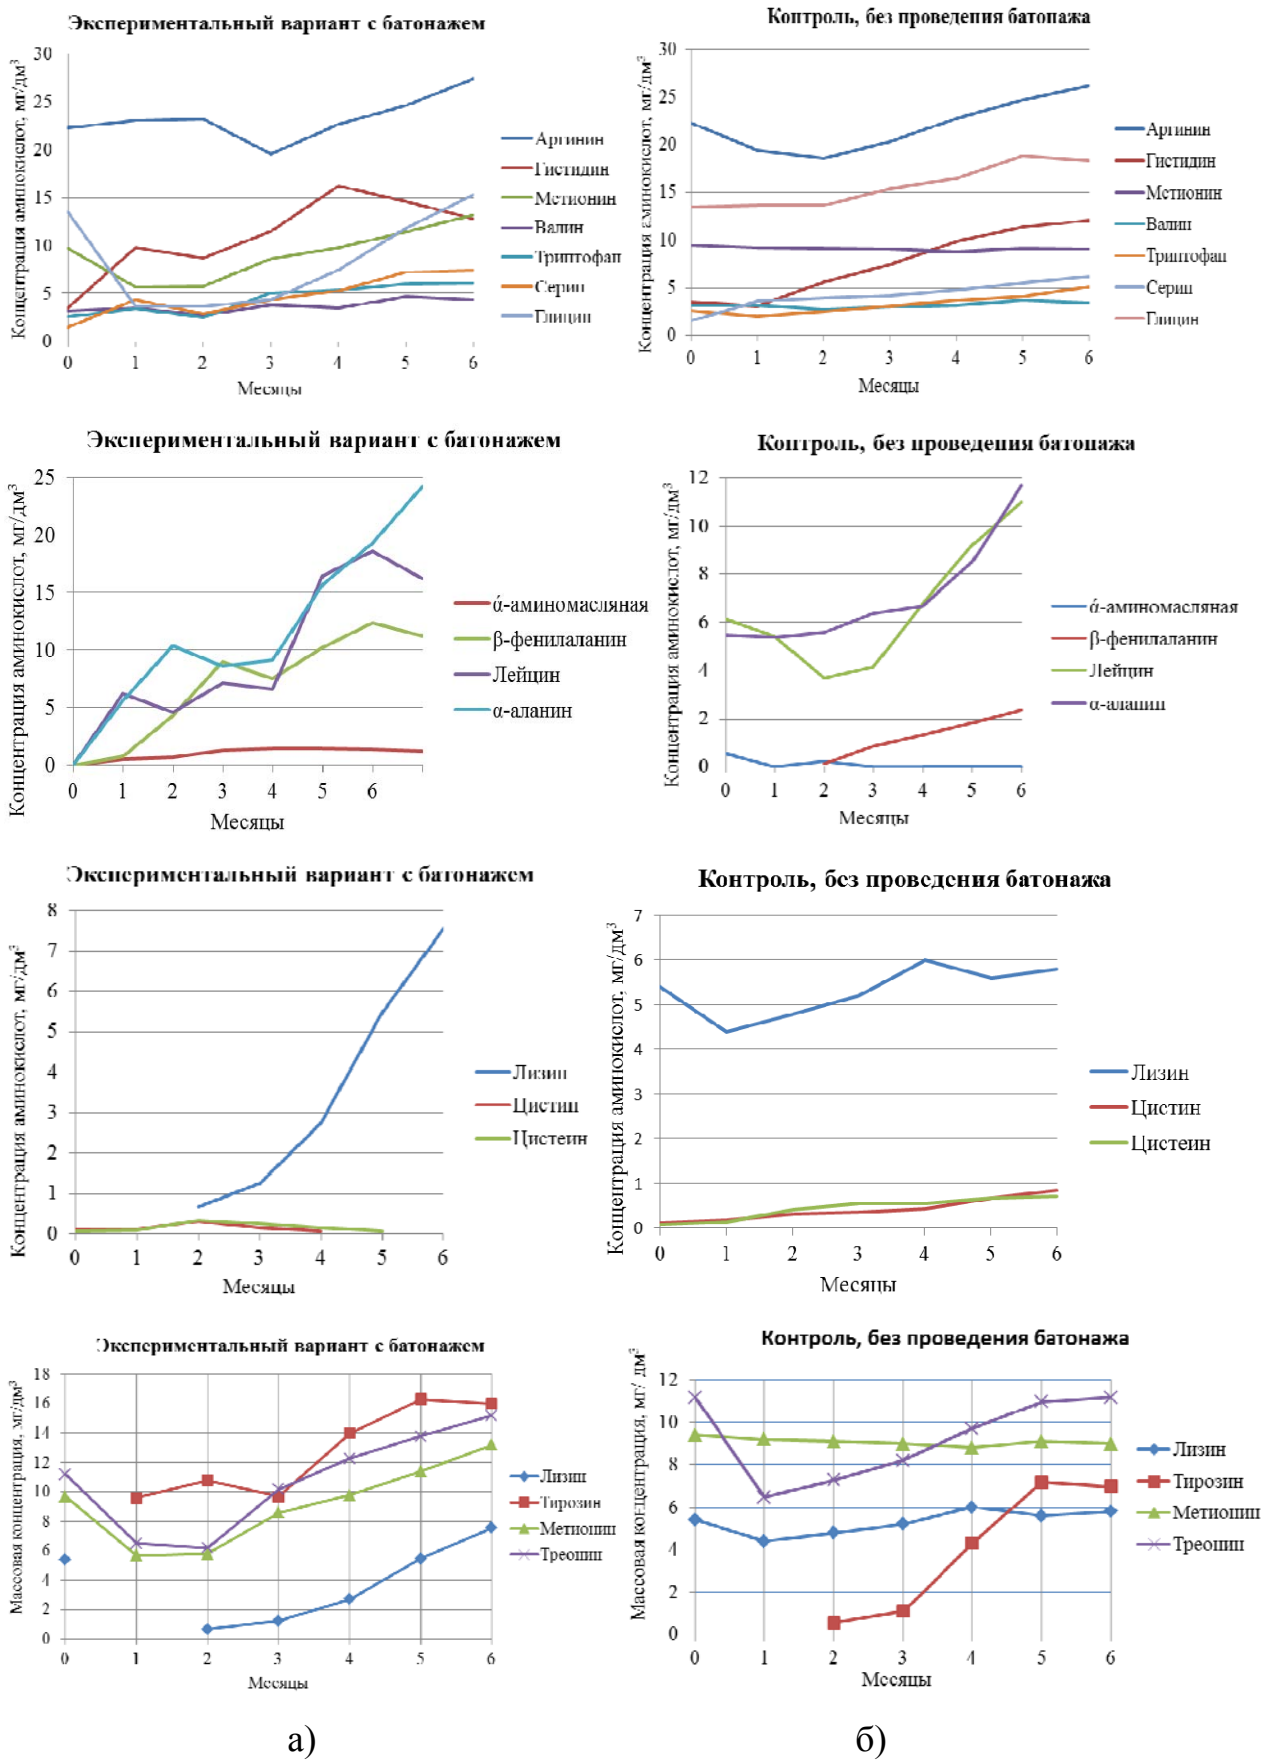 Экспериментальный вариант с батонажем
Концентрация аминокислот, мг/дм³
30
25
20
15
10
5
0
0 1 2 3 4 5 6
Месяцы
Аргинин
Гистидин
Метионин
Валин
Триптофан
Серин
Глицин
Контроль, без проведения батонажа
Концентрация аминокислот, мг/дм³
30
25
20
15
10
5
0
0 1 2 3 4 5 6
Месяцы
Аргинин
Гистидин
Метионин
Валин
Триптофан
Серин
Глицин
Экспериментальный вариант с батонажем
Концентрация аминокислот, мг/дм³
25
20
15
10
5
0
0 1 2 3 4 5 6
Месяцы
ά-аминомасляная
β-фенилаланин
Лейцин
α-аланин
Контроль, без проведения батонажа
Концентрация аминокислот, мг/дм³
12
10
8
6
4
2
0
0 1 2 3 4 5 6
Месяцы
ά-аминомасляная
β-фенилаланин
Лейцин
α-аланин
Экспериментальный вариант с батонажем
Концентрация аминокислот, мг/дм³
8
7
6
5
4
3
2
1
0
0 1 2 3 4 5 6
Месяцы
Лизин
Цистин
Цистеин
Контроль, без проведения батонажа
Концентрация аминокислот, мг/дм³
7
6
5
4
3
2
1
0
0 1 2 3 4 5 6
Месяцы
Лизин
Цистин
Цистеин
Экспериментальный вариант с батонажем
Массовая концентрация, мг/дм³
18
16
14
12
10
8
6
4
2
0
0 1 2 3 4 5 6
Месяцы
Лизин
Тирозин
Метионин
Треонин
Контроль, без проведения батонажа
Массовая концентрация, мг/ дм³
12
10
8
6
4
2
0
0 1 2 3 4 5 6
Месяцы
Лизин
Тирозин
Метионин
Треонин
а) б)